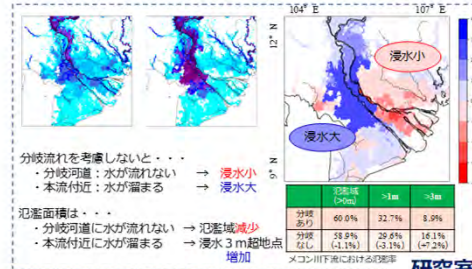 104° E 107° E
12° N
浸水小
浸水大
9° N
分岐流れを考慮しないと・・・
・分岐河道：水が流れない → 浸水小
・本流付近：水が溜まる → 浸水大
氾濫面積は・・・
・分岐河道に水が流れない → 氾濫域減少
・本流付近に水が溜まる → 浸水３ｍ超地点
増加
氾濫域 (>0m) >1m >3m
分岐あり 60.0% 32.7% 8.9%
分岐なし 58.9% (-1.1%) 29.6% (-3.1%) 16.1% (+7.2%)
メコン川下流における氾濫率
研究室